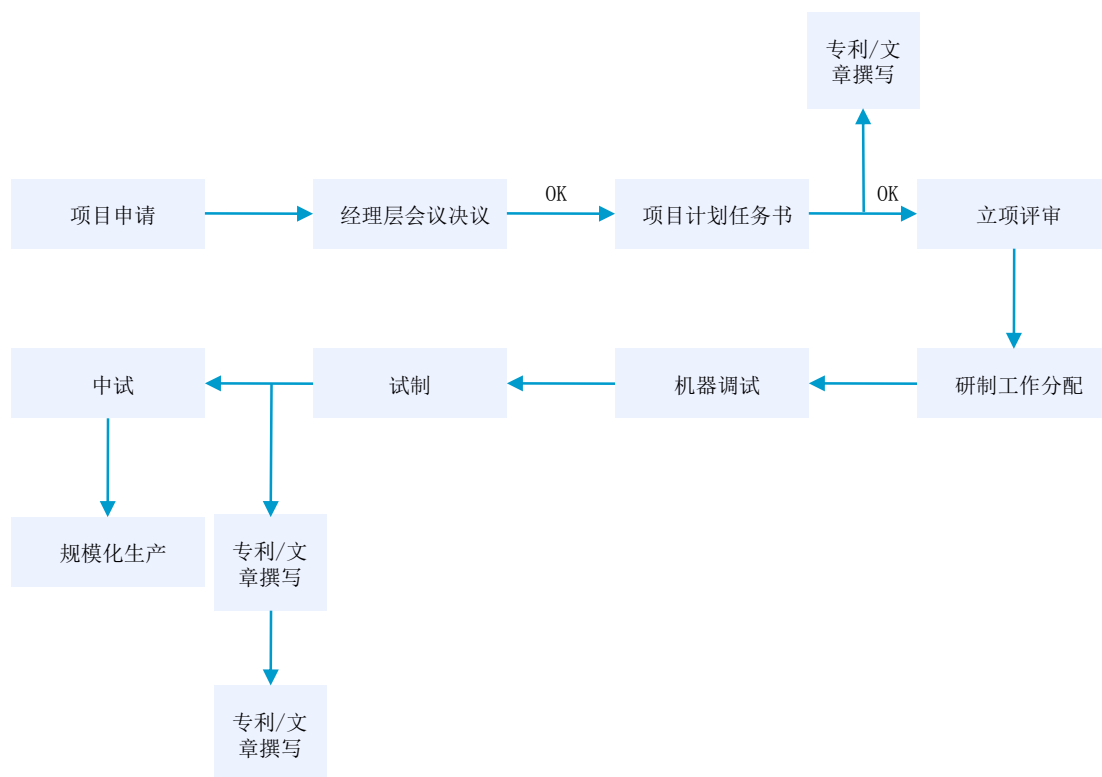 专利/文
章撰写
项目申请
经理层会议决议
OK
项目计划任务书
OK
立项评审
中试
试制
机器调试
研制工作分配
规模化生产
专利/文
章撰写
专利/文
章撰写